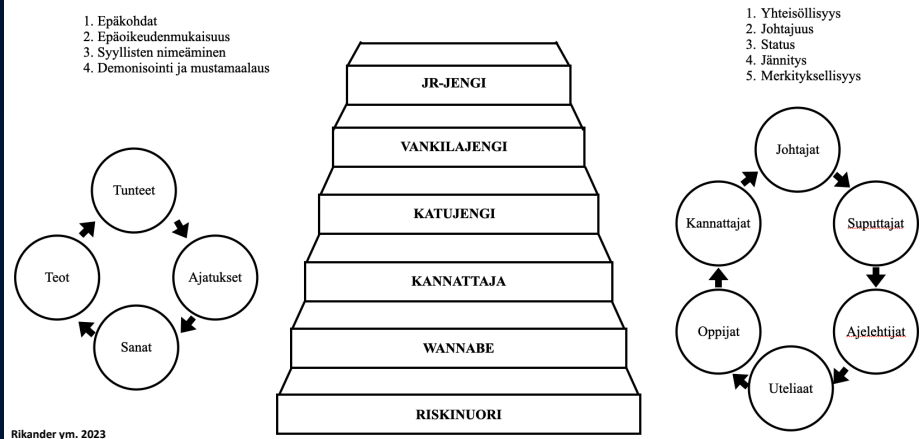 1. Epäkohdat
2. Epäoikeudenmukaisuus
3. Syyllisten nimeäminen
4. Demonisointi ja mustamaalaus
Tunteet
Ajatukset
Sanat
Teot
JR-JENGI
VANKILAJENGI
KATUJENGI
KANNATTAJA
WANNABE
RISKINUORI
1. Yhteisöllisyys
2. Johtajuus
3. Status
4. Jännitys
5. Merkityksellisyys
Johtajat
Suputtajat
Ajelehtijat
Uteliaat
Oppijat
Kannattajat
Rikander ym. 2023